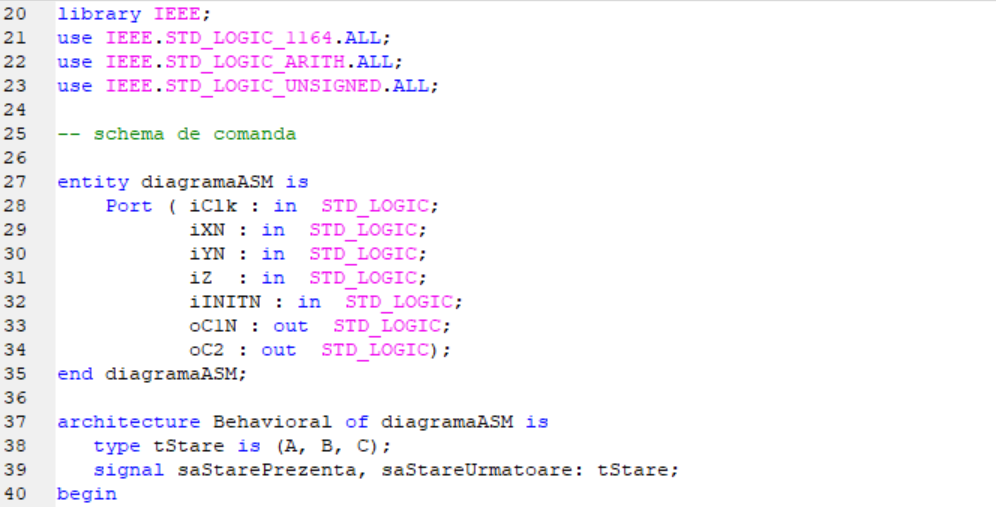 20 library IEEE;
21 use IEEE.STD_LOGIC_1164.ALL;
22 use IEEE.STD_LOGIC_ARITH.ALL;
23 use IEEE.STD_LOGIC_UNSIGNED.ALL;
24
25 -- schema de comanda
26
27 entity diagramaASM is
28     Port ( iClk : in  STD_LOGIC;
29            iXN : in  STD_LOGIC;
30            iYN : in  STD_LOGIC;
31            iZ  : in  STD_LOGIC;
32            iINITN : in  STD_LOGIC;
33            oC1N : out  STD_LOGIC;
34            oC2 : out  STD_LOGIC);
35 end diagramaASM;
36
37 architecture Behavioral of diagramaASM is
38    type tStare is (A, B, C);
39    signal saStarePrezenta, saStareUrmatoare: tStare;
40 begin